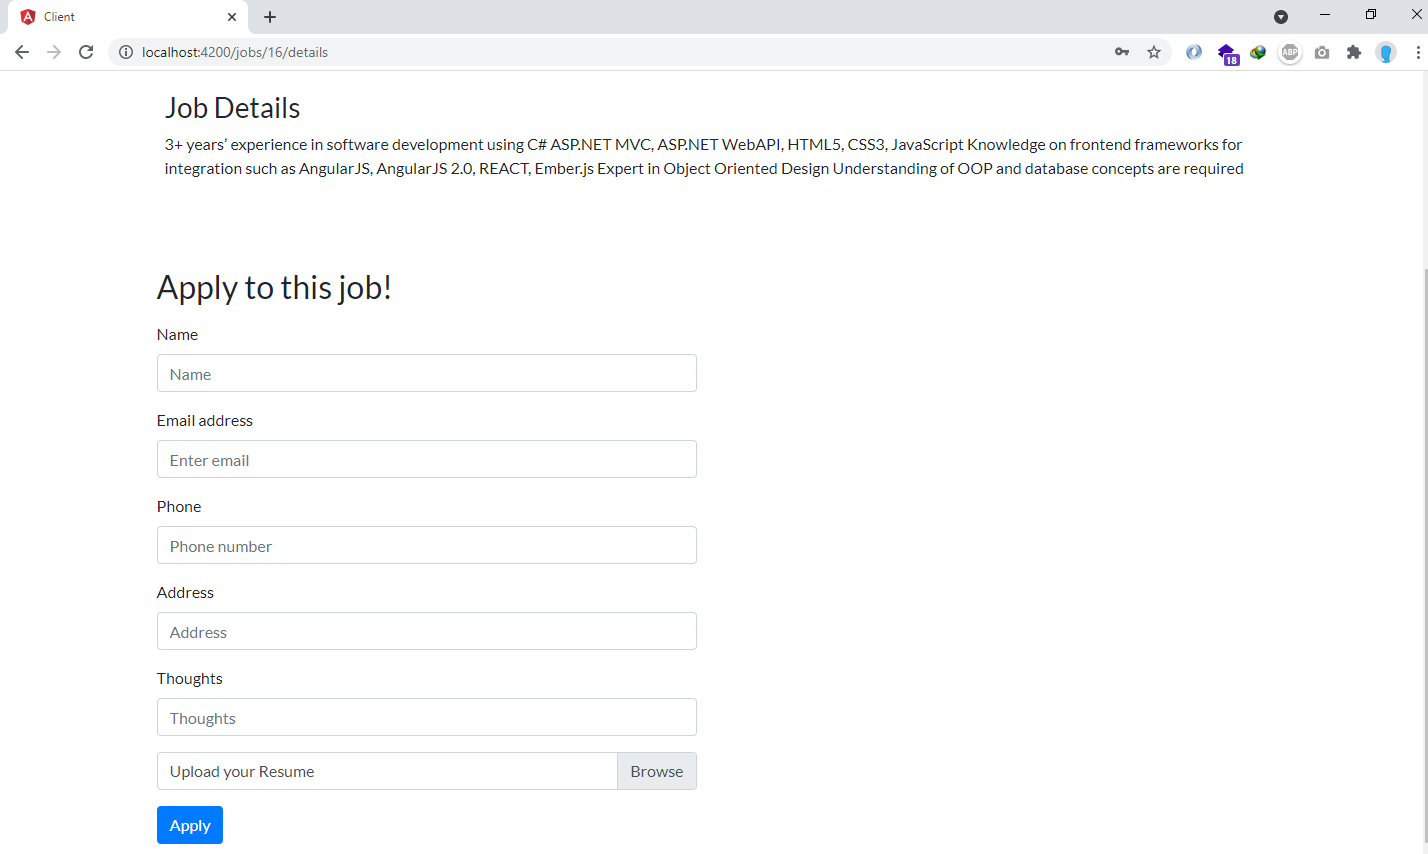 Client
localhost:4200/jobs/16/details
18
ABP
Job Details
3+ years’ experience in software development using C# ASP.NET MVC, ASP.NET WebAPI, HTML5, CSS3, JavaScript Knowledge on frontend frameworks for
integration such as AngularJS, AngularJS 2.0, REACT, Ember.js Expert in Object Oriented Design Understanding of OOP and database concepts are required
Apply to this job!
Name
Name
Email address
Enter email
Phone
Phone number
Address
Address
Thoughts
Thoughts
Upload your Resume Browse
Apply